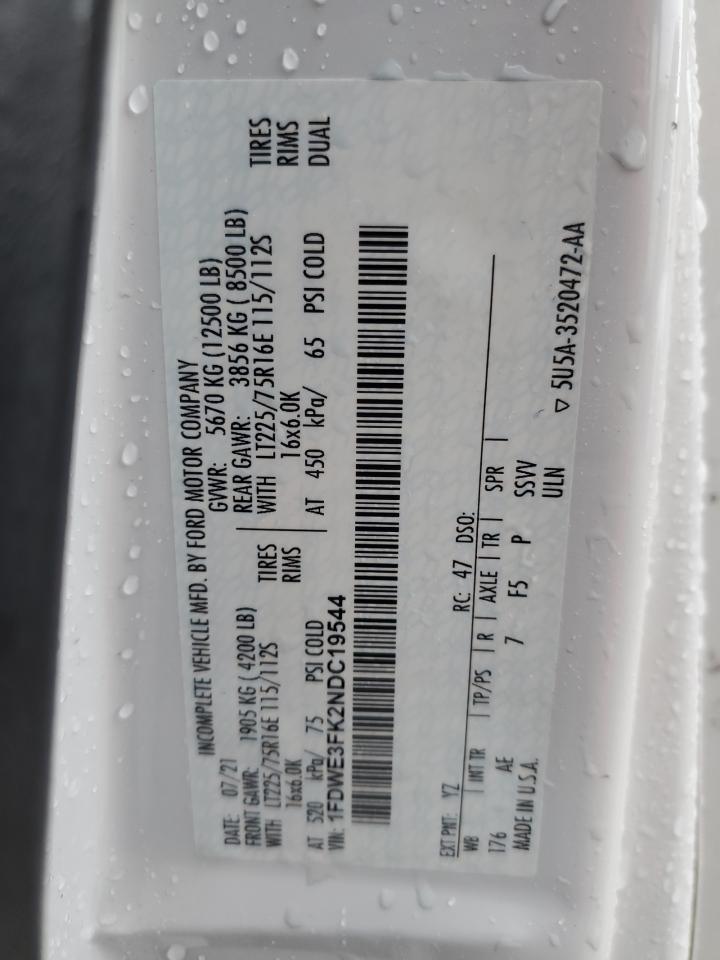 INCOMPLETE VEHICLE MFD. BY FORD MOTOR COMPANY
DATE: 07/21 GVWR: 5670 KG (12500 LB)
FRONT GAWR: 1905 KG ( 4200 LB) REAR GAWR: 3856 KG ( 8500 LB)
WITH LT225/75R16E 115/112S TIRES WITH LT225/75R16E 115/112S TIRES
16x6.0K RIMS 16x6.0K RIMS
AT 520 kPa/ 75 PSI COLD AT 450 kPa/ 65 PSI COLD DUAL
VIN: 1FDWE3FK2NDC19544
EXT PNT: YZ RC: 47 DSO:
WB | INT TR | TP/PS | R | AXLE | TR | SPR |
176 AE 7 F5 P SSVV
MADE IN U.S.A. ULN
▽ 5U5A-3520472-AA